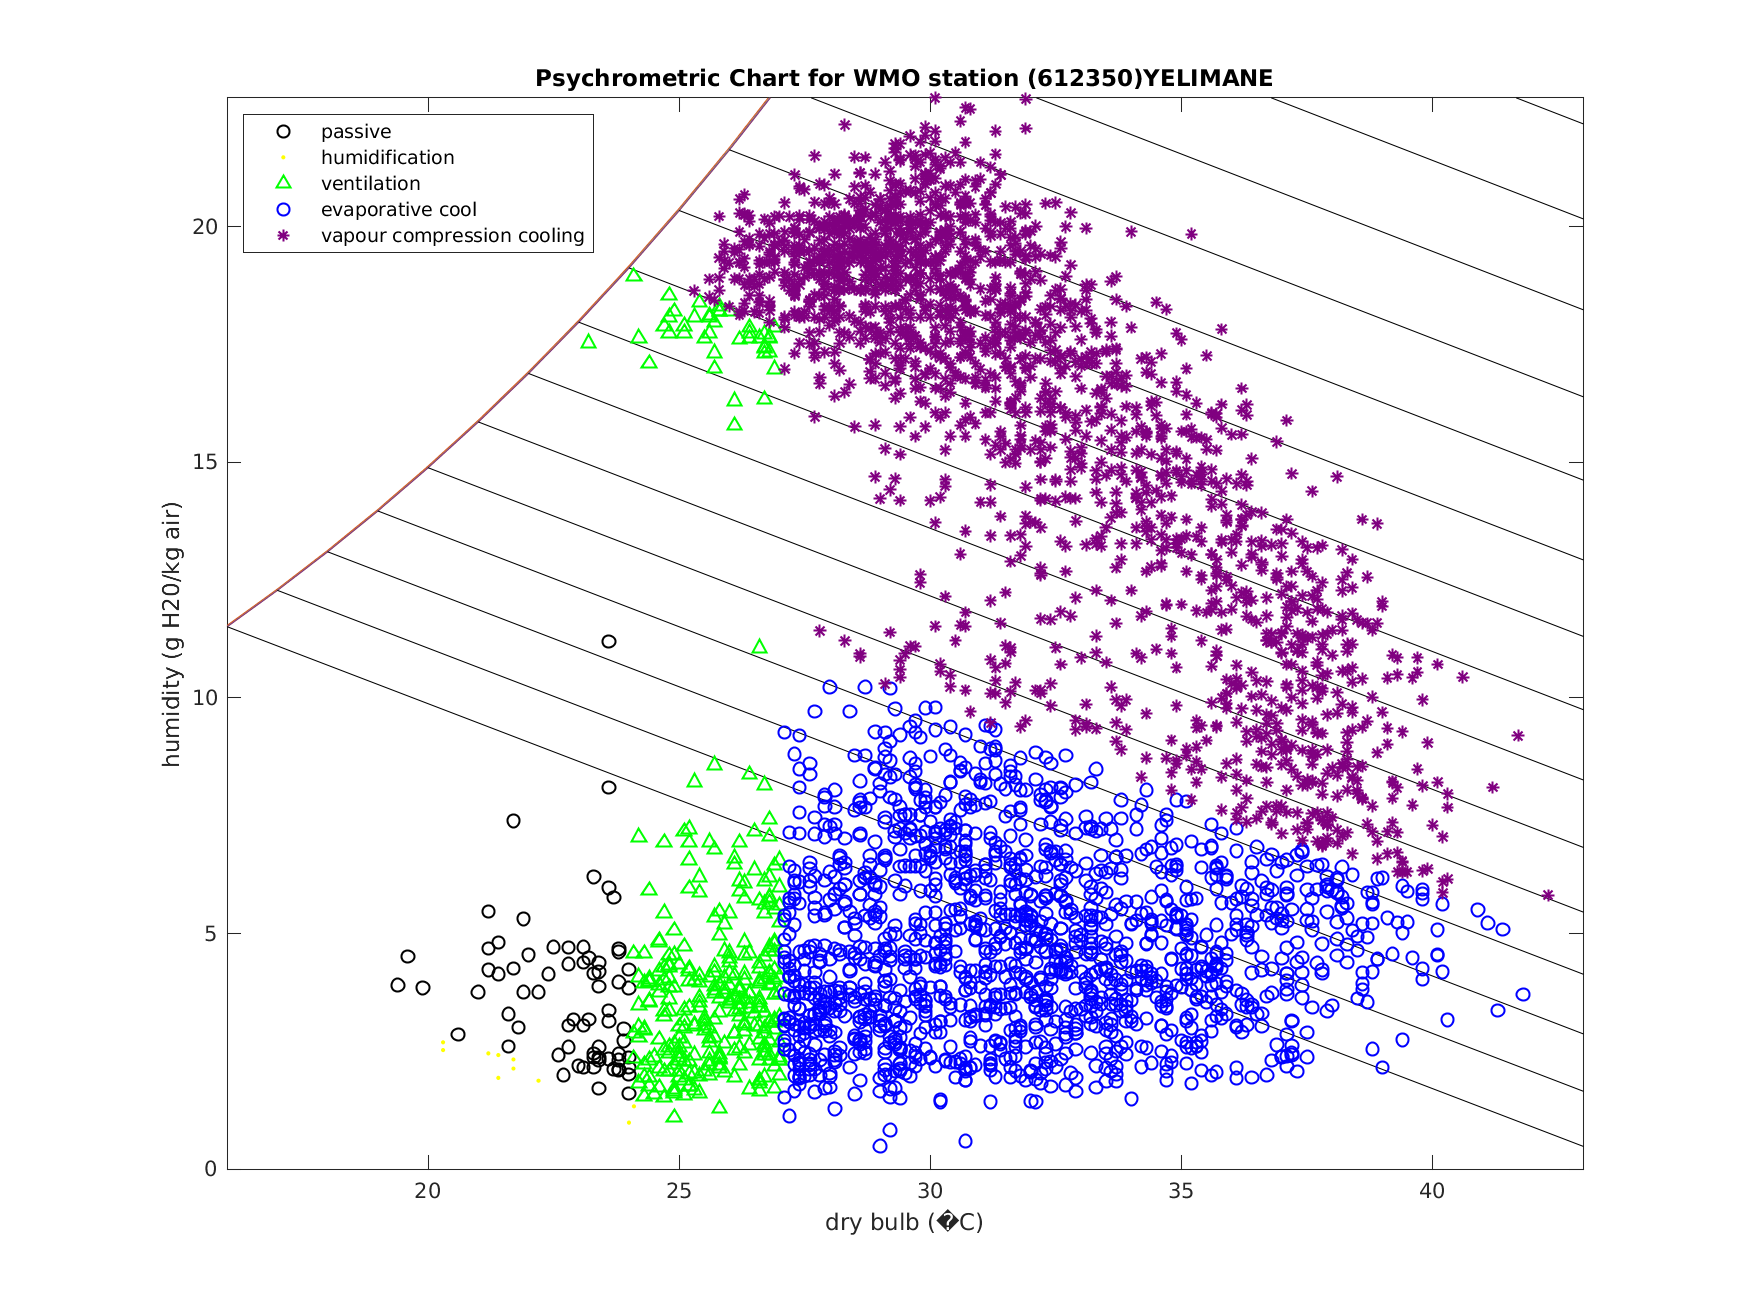 Psychrometric Chart for WMO station (612350)YELIMANE
passive
humidification
ventilation
evaporative cool
vapour compression cooling
humidity (g H20/kg air)
20
15
10
5
0
20
25
30
35
40
dry bulb (�C)